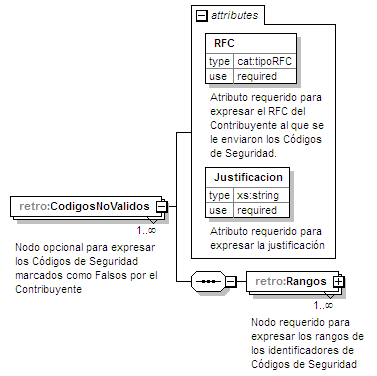 attributes
RFC
type cat:tipoRFC
use required
Atributo requerido para
expresar el RFC del
Contribuyente al que se
le enviaron los Códigos
de Seguridad.
Justificacion
type xs:string
use required
Atributo requerido para
expresar la justificación
retro:CodigosNoValidos
1..∞
Nodo opcional para expresar
los Códigos de Seguridad
marcados como Falsos por el
Contribuyente
retro:Rangos
1..∞
Nodo requerido para
expresar los rangos de
los identificadores de
Códigos de Seguridad